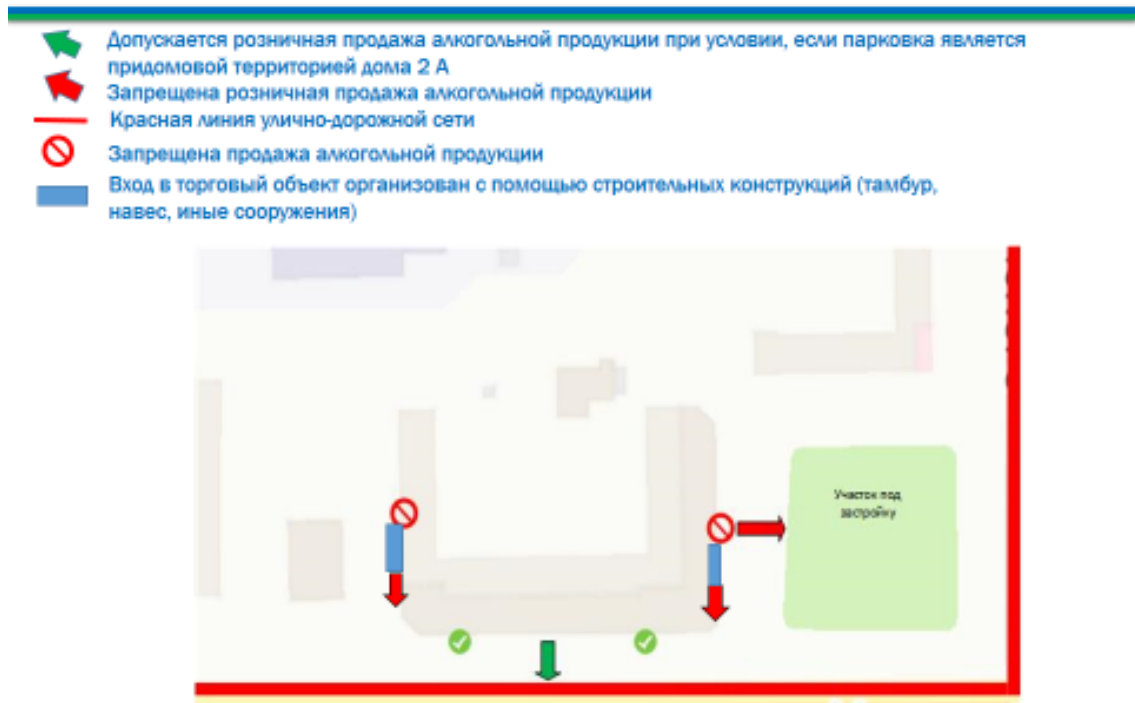 Допускается розничная продажа алкогольной продукции при условии, если парковка является
придомовой территорией дома 2 А
Запрещена розничная продажа алкогольной продукции
Красная линия улично-дорожной сети
Запрещена продажа алкогольной продукции
Вход в торговый объект организован с помощью строительных конструкций (тамбур,
навес, иные сооружения)
Участок под
застройку